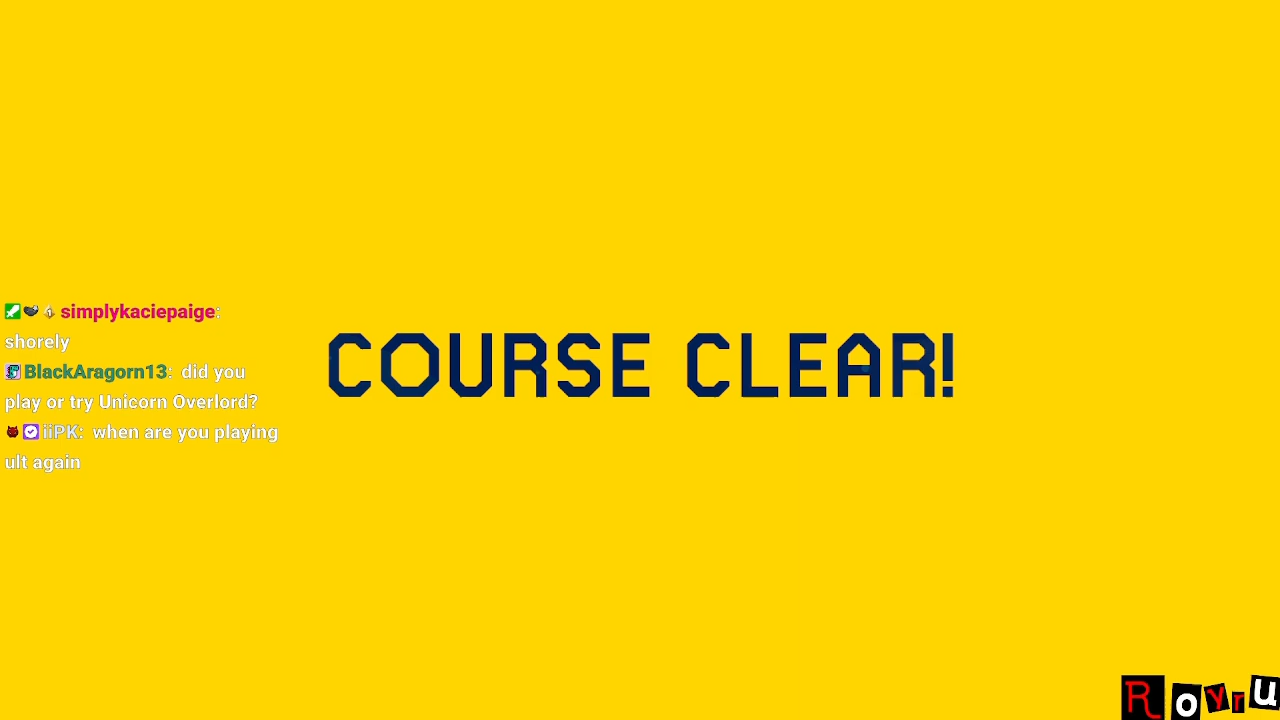 simplykaciepaige:
shorely
BlackAragorn13: did you
play or try Unicorn Overlord?
iiPK: when are you playing
ult again
COURSE CLEAR!
Royru